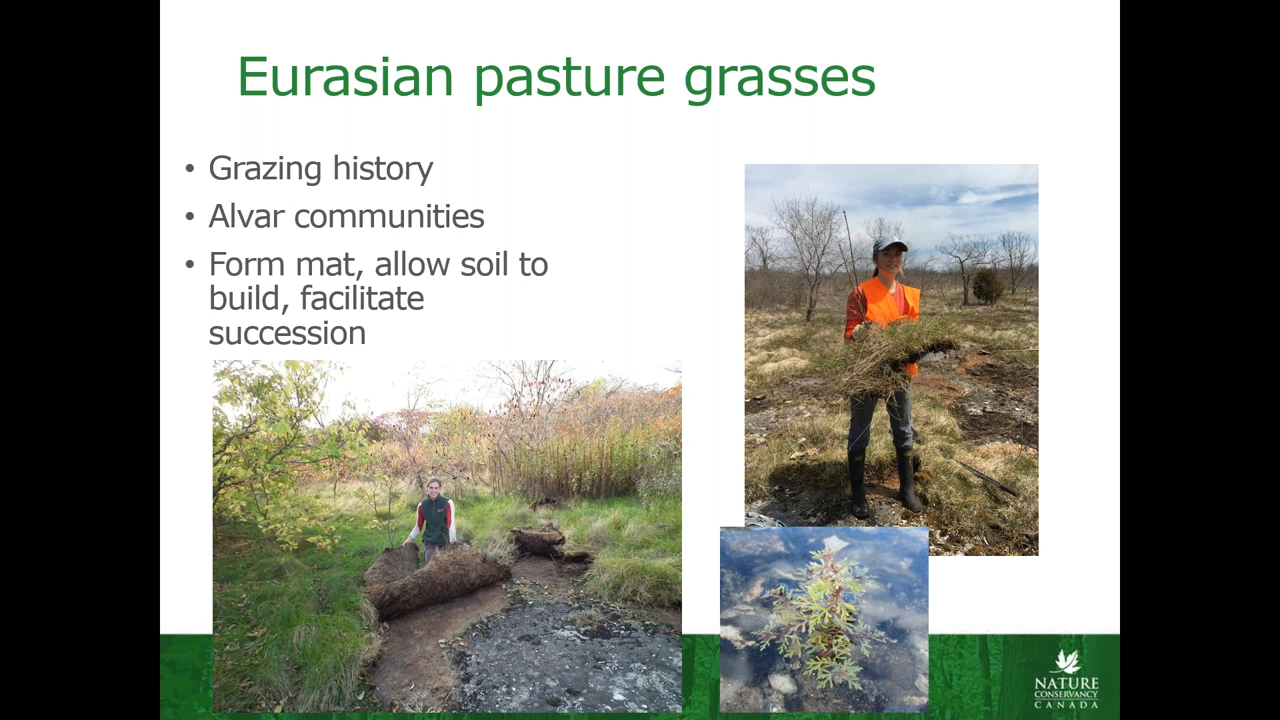 Eurasian pasture grasses
• Grazing history
• Alvar communities
• Form mat, allow soil to
build, facilitate
succession
NATURE
CONSERVANCY
CANADA